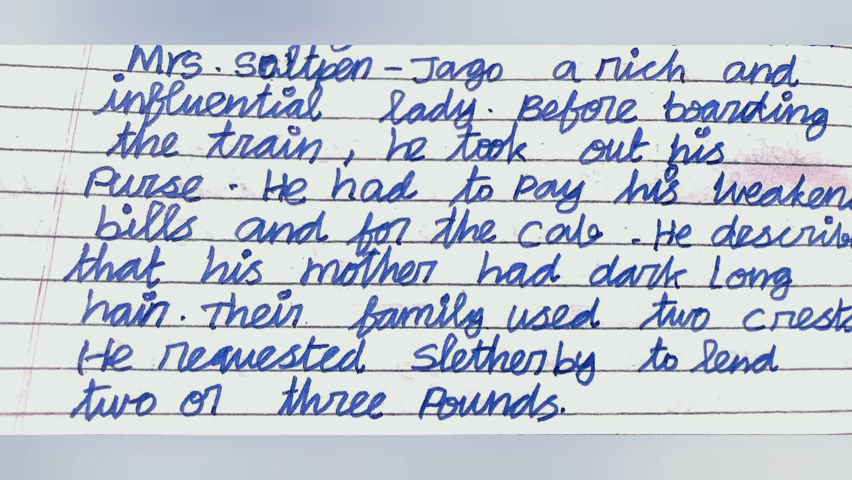 Mrs. Saltpen - Jago a rich and
influential lady. Before boarding
the train, he took out his
Purse. He had to pay his weaken
bills and for the Cab. He describ
that his mother had dark long
hair. Their family used two crests
He requested Sletherby to lend
two or three Pounds.